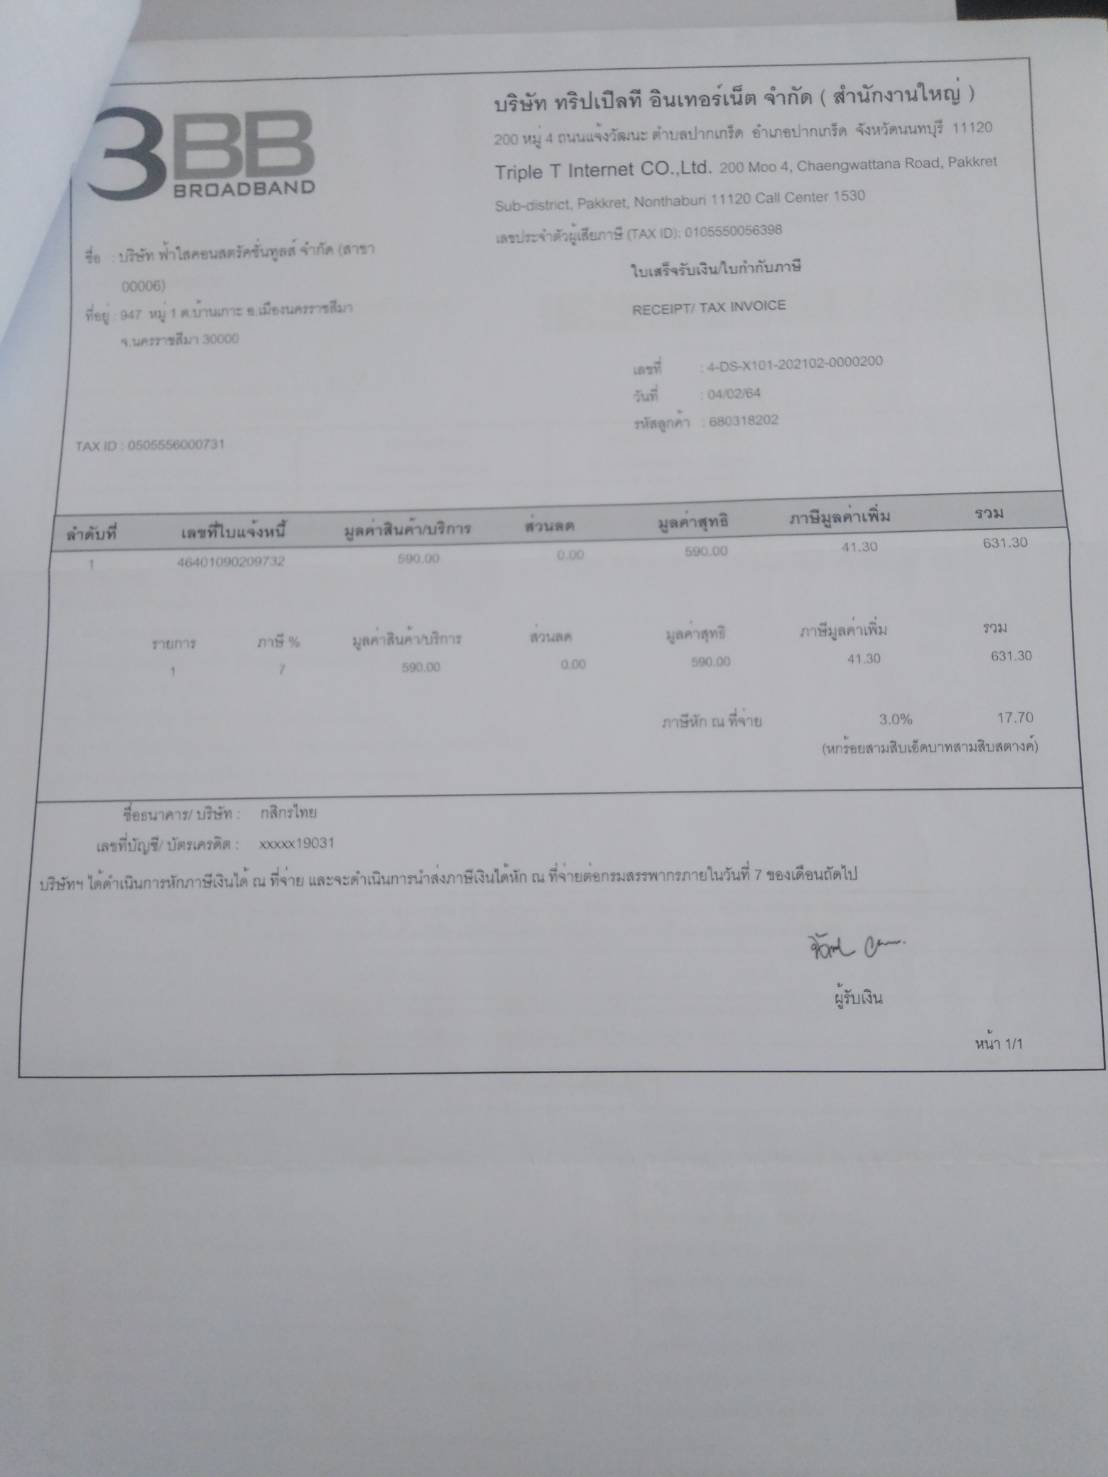 3BB
BROADBAND
บริษัท ทริปเปิลที อินเทอร์เน็ต จำกัด ( สำนักงานใหญ่ )
200 หมู่ 4 ถนนแจ้งวัฒนะ ตำบลปากเกร็ด อำเภอปากเกร็ด จังหวัดนนทบุรี 11120
Triple T Internet CO.,Ltd. 200 Moo 4, Chaengwattana Road, Pakkret
Sub-district, Pakkret, Nonthaburi 11120 Call Center 1530
เลขประจำตัวผู้เสียภาษี (TAX ID): 0105550056398
ชื่อ : บริษัท ฟ้าใสคอนสตรัคชั่นทูลส์ จำกัด (สาขา
00006)
ที่อยู่ : 947 หมู่ 1 ต.บ้านเกาะ อ.เมืองนครราชสีมา
จ.นครราชสีมา 30000
TAX ID : 0505556000731
ใบเสร็จรับเงิน/ใบกำกับภาษี
RECEIPT/ TAX INVOICE
เลขที่ : 4-DS-X101-202102-0000200
วันที่ : 04/02/64
รหัสลูกค้า : 680318202
ลำดับที่ เลขที่ใบแจ้งหนี้ มูลค่าสินค้า/บริการ ส่วนลด มูลค่าสุทธิ ภาษีมูลค่าเพิ่ม รวม
1 46401090209732 590.00 0.00 590.00 41.30 631.30
รายการ ภาษี % มูลค่าสินค้า/บริการ ส่วนลด มูลค่าสุทธิ ภาษีมูลค่าเพิ่ม รวม
1 7 590.00 0.00 590.00 41.30 631.30
ภาษีหัก ณ ที่จ่าย 3.0% 17.70
(หกร้อยสามสิบเอ็ดบาทสามสิบสตางค์)
ชื่อธนาคาร/ บริษัท : กสิกรไทย
เลขที่บัญชี/ บัตรเครดิต : xxxxx19031
บริษัทฯ ได้ดำเนินการหักภาษีเงินได้ ณ ที่จ่าย และจะดำเนินการนำส่งภาษีเงินได้หัก ณ ที่จ่ายต่อกรมสรรพากรภายในวันที่ 7 ของเดือนถัดไป
ผู้รับเงิน
หน้า 1/1